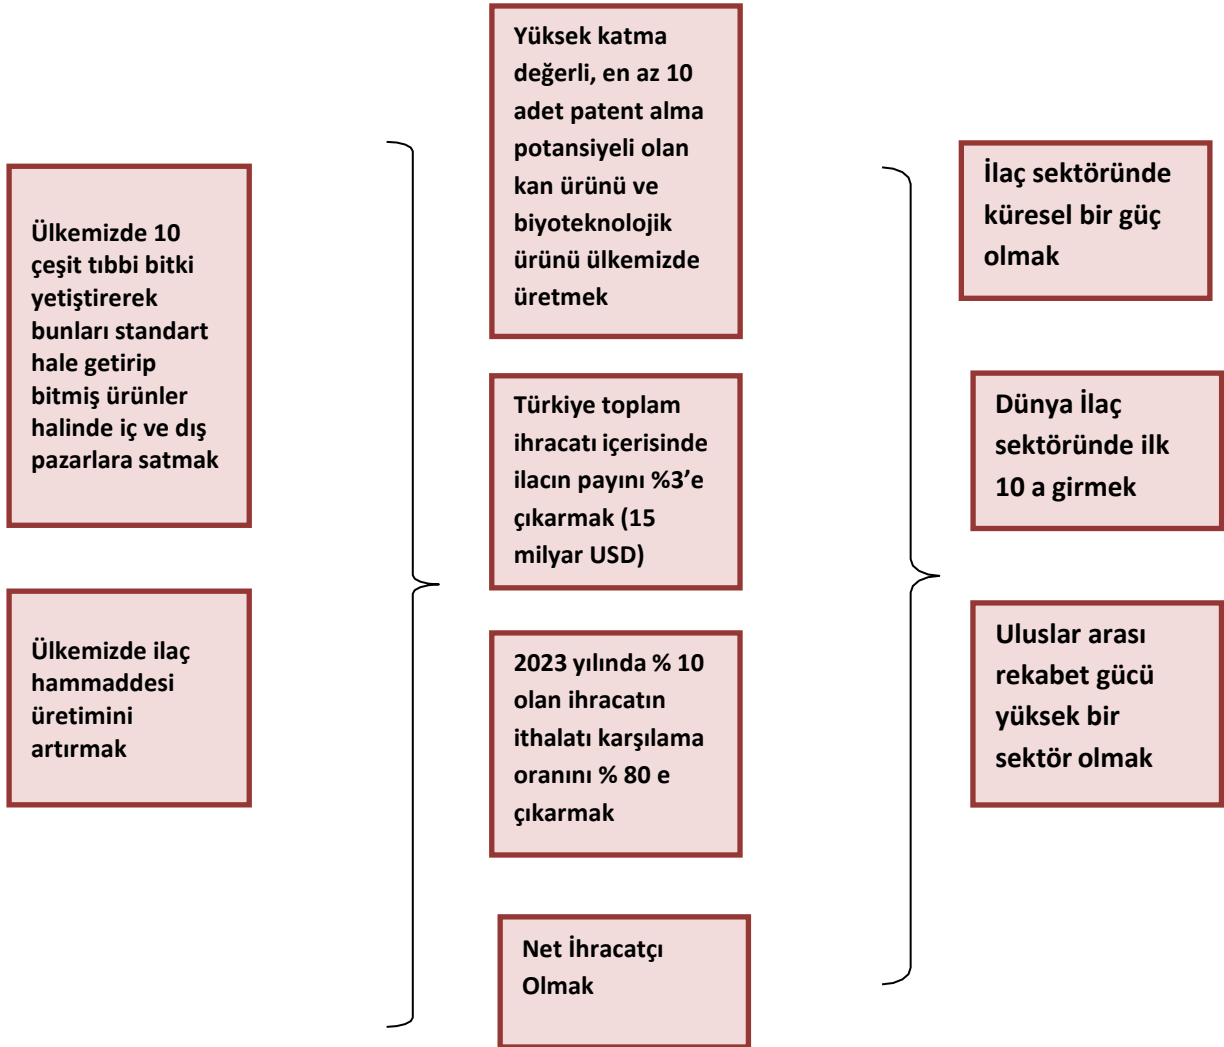 Ülkemizde 10
çeşit tıbbi bitki
yetiştirerek
bunları standart
hale getirip
bitmiş ürünler
halinde iç ve dış
pazarlara satmak
Ülkemizde ilaç
hammaddesi
üretimini
artırmak
Yüksek katma
değerli, en az 10
adet patent alma
potansiyeli olan
kan ürünü ve
biyoteknolojik
ürünü ülkemizde
üretmek
Türkiye toplam
ihracatı içerisinde
ilacın payını %3’e
çıkarmak (15
milyar USD)
2023 yılında % 10
olan ihracatın
ithalatı karşılama
oranını % 80 e
çıkarmak
Net İhracatçı
Olmak
İlaç sektöründe
küresel bir güç
olmak
Dünya İlaç
sektöründe ilk
10 a girmek
Uluslar arası
rekabet gücü
yüksek bir
sektör olmak